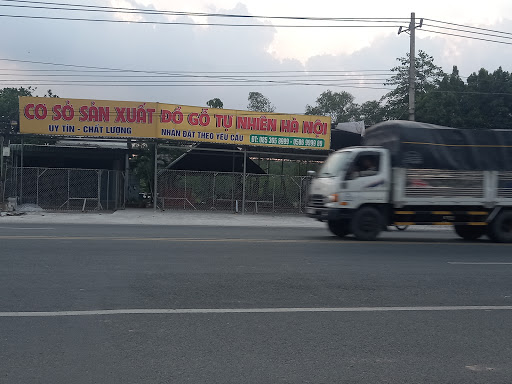 CƠ SỞ SẢN XUẤT ĐỒ GỖ TỰ NHIÊN HÀ NỘI
UY TÍN - CHẤT LƯỢNG
NHẬN ĐẶT THEO YÊU CẦU